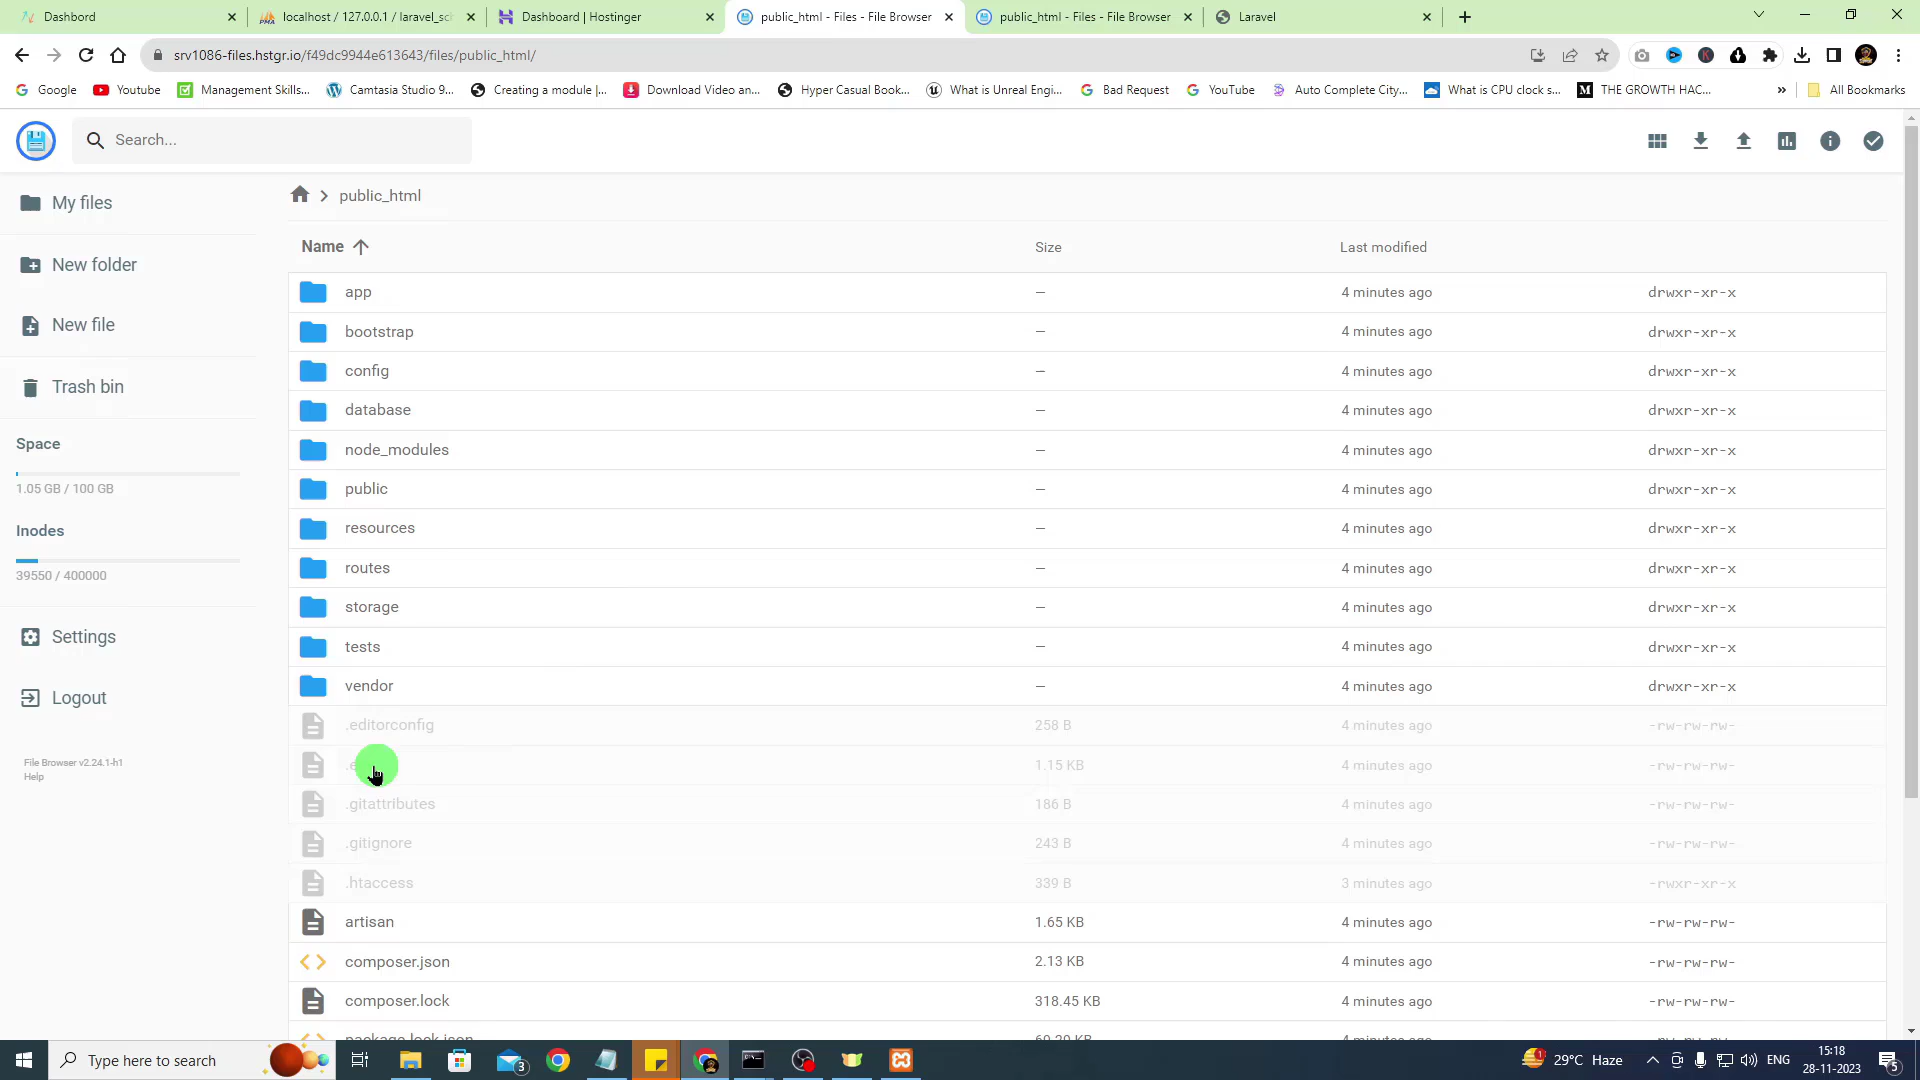 Dashbord
localhost / 127.0.0.1 / laravel_sch
Dashboard | Hostinger
public_html - Files - File Browser
public_html - Files - File Browser
Laravel
srv1086-files.hstgr.io/f49dc9944e613643/files/public_html/
Google
Youtube
Management Skills...
Camtasia Studio 9...
Creating a module |...
Download Video an...
Hyper Casual Book...
What is Unreal Engi...
Bad Request
YouTube
Auto Complete City...
What is CPU clock s...
THE GROWTH HAC...
» All Bookmarks
Search...
My files
New folder
New file
Trash bin
Space
1.05 GB / 100 GB
Inodes
39550 / 400000
Settings
Logout
File Browser v2.24.1-h1
Help
public_html
Name Size Last modified
app — 4 minutes ago drwxr-xr-x
bootstrap — 4 minutes ago drwxr-xr-x
config — 4 minutes ago drwxr-xr-x
database — 4 minutes ago drwxr-xr-x
node_modules — 4 minutes ago drwxr-xr-x
public — 4 minutes ago drwxr-xr-x
resources — 4 minutes ago drwxr-xr-x
routes — 4 minutes ago drwxr-xr-x
storage — 4 minutes ago drwxr-xr-x
tests — 4 minutes ago drwxr-xr-x
vendor — 4 minutes ago drwxr-xr-x
.editorconfig 258 B 4 minutes ago -rw-rw-rw-
1.15 KB 4 minutes ago -rw-rw-rw-
.gitattributes 186 B 4 minutes ago -rw-rw-rw-
.gitignore 243 B 4 minutes ago -rw-rw-rw-
.htaccess 339 B 3 minutes ago -rwxr-xr-x
artisan 1.65 KB 4 minutes ago -rw-rw-rw-
composer.json 2.13 KB 4 minutes ago -rw-rw-rw-
composer.lock 318.45 KB 4 minutes ago -rw-rw-rw-
Type here to search
29°C Haze
ENG
15:18
28-11-2023